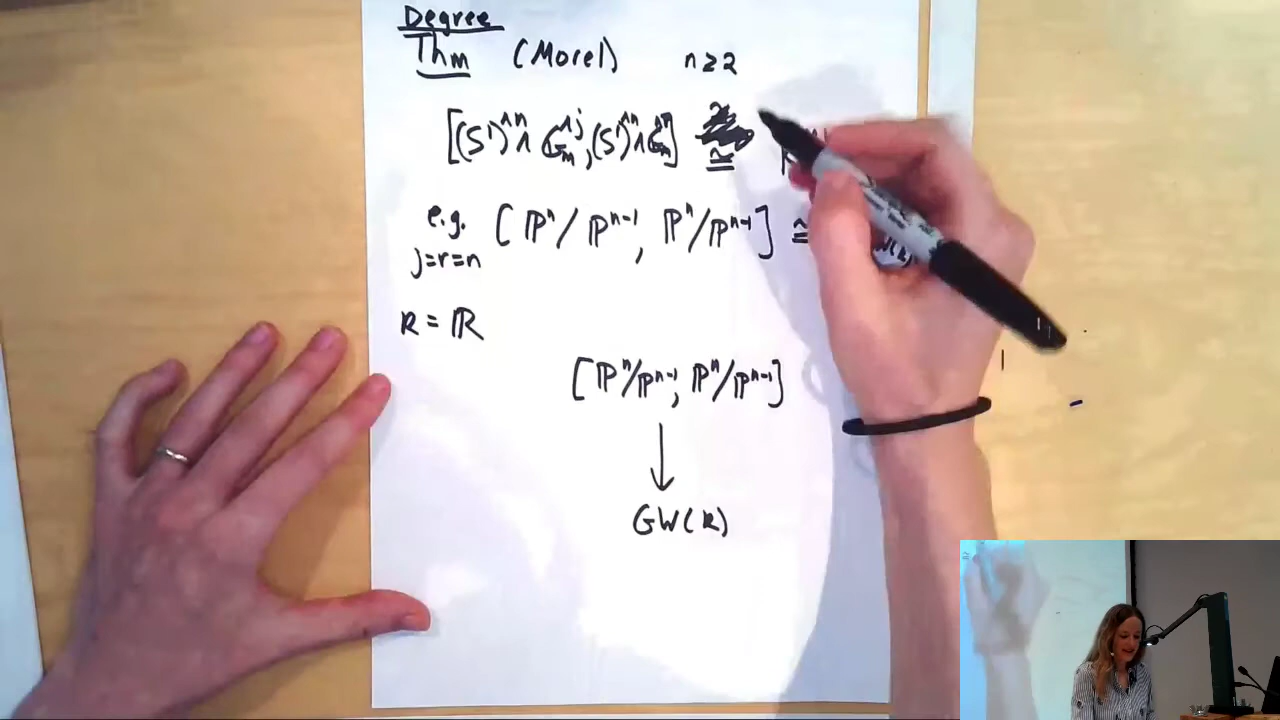 Degree
Thm (Morel) n ≥ 2
[(S¹)^∧n ∧ G_m^∧j, (S¹)^∧n ∧ G_m^∧r] ≅
e.g. [ℙⁿ/ℙⁿ⁻¹, ℙⁿ/ℙⁿ⁻¹] ≅
j=r=n
k = ℝ
[ℙⁿ/ℙⁿ⁻¹, ℙⁿ/ℙⁿ⁻¹]
↓
GW(k)